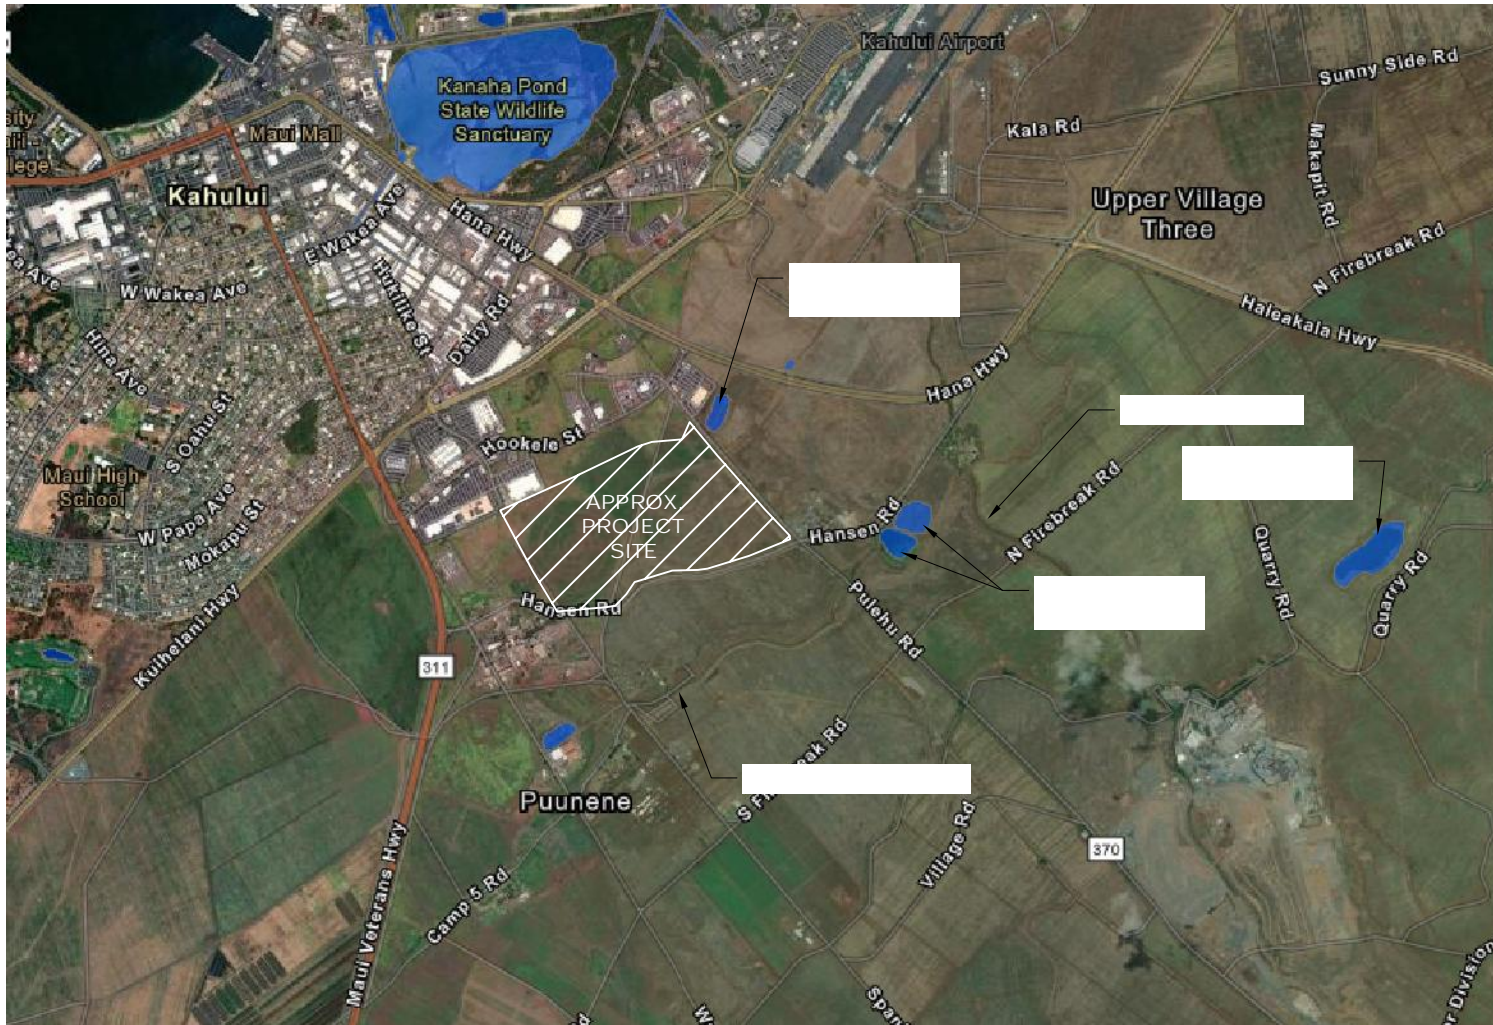 Kahului Airport
Sunny Side Rd
Kanaha Pond
State Wildlife
Sanctuary
Maui Mall
Kala Rd
Makapit Rd
Kahului
Upper Village
Three
E Wakea Ave
Hana Hwy
N Firebreak Rd
W Wakea Ave
Hukilike St
Dairy Rd
Haleakala Hwy
Hina Ave
Hana Hwy
S Oahu St
Hookele St
Maui High
School
W Papa Ave
Mokapu St
APPROX.
PROJECT
SITE
Hansen Rd
N Firebreak Rd
Quarry Rd
Quarry Rd
Hansen Rd
Pulehu Rd
Kuihelani Hwy
311
Puunene
Village Rd
370
Camp 5 Rd
Maui Veterans Hwy